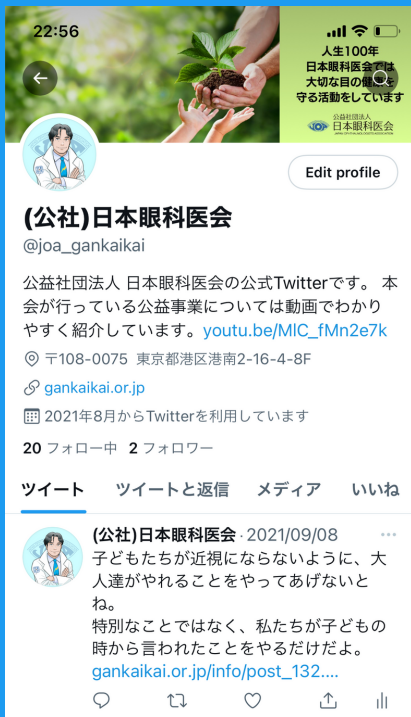 22:56
人生100年
日本眼科医会では
大切な目の健康を
守る活動をしています
公益社団法人
日本眼科医会
Edit profile
(公社)日本眼科医会
@joa_gankaikai
公益社団法人 日本眼科医会の公式Twitterです。 本
会が行っている公益事業については動画でわかり
やすく紹介しています。youtu.be/MlC_fMn2e7k
〒108-0075 東京都港区港南2-16-4-8F
gankaikai.or.jp
2021年8月からTwitterを利用しています
20 フォロー中 2 フォロワー
ツイート ツイートと返信 メディア いいね
(公社)日本眼科医会 · 2021/09/08
子どもたちが近視にならないように、大
人達がやれることをやってあげないと
ね。
特別なことではなく、私たちが子どもの
時から言われたことをやるだけだよ。
gankaikai.or.jp/info/post_132....